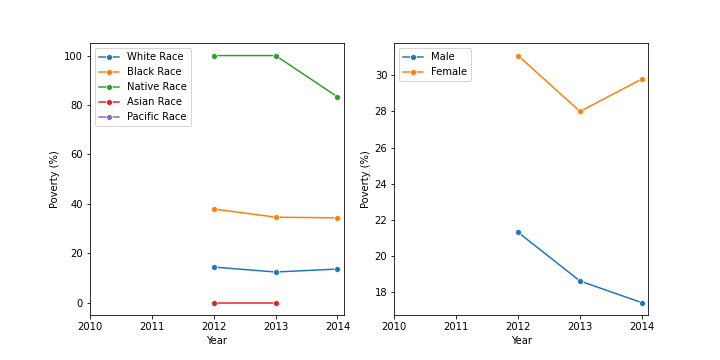 White Race
Black Race
Native Race
Asian Race
Pacific Race
100
80
60
40
20
0
Poverty (%)
2010 2011 2012 2013 2014
Year
Male
Female
30
28
26
24
22
20
18
Poverty (%)
2010 2011 2012 2013 2014
Year